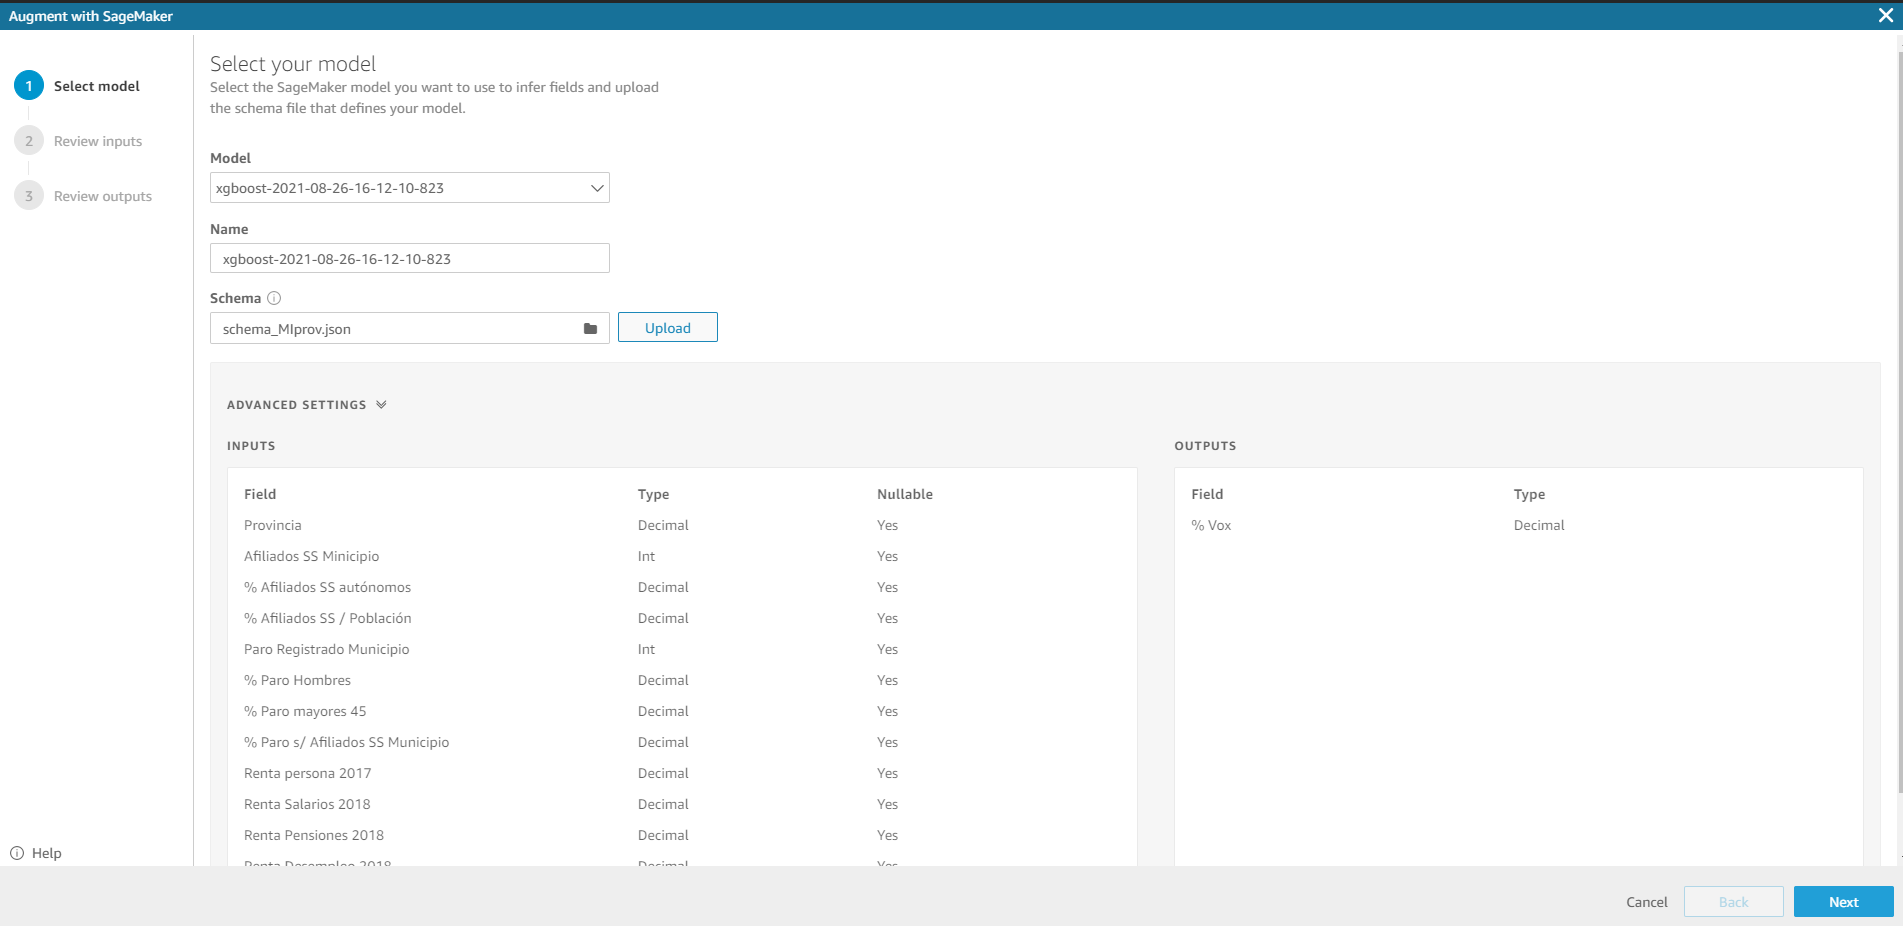 Augment with SageMaker
1 Select model
2 Review inputs
3 Review outputs
Help
Select your model
Select the SageMaker model you want to use to infer fields and upload
the schema file that defines your model.
Model
xgboost-2021-08-26-16-12-10-823
Name
xgboost-2021-08-26-16-12-10-823
Schema
schema_MIprov.json
Upload
ADVANCED SETTINGS
INPUTS
Field Type Nullable
Provincia Decimal Yes
Afiliados SS Minicipio Int Yes
% Afiliados SS autónomos Decimal Yes
% Afiliados SS / Población Decimal Yes
Paro Registrado Municipio Int Yes
% Paro Hombres Decimal Yes
% Paro mayores 45 Decimal Yes
% Paro s/ Afiliados SS Municipio Decimal Yes
Renta persona 2017 Decimal Yes
Renta Salarios 2018 Decimal Yes
Renta Pensiones 2018 Decimal Yes
Renta Desempleo 2018 Decimal Yes
OUTPUTS
Field Type
% Vox Decimal
Cancel
Back
Next